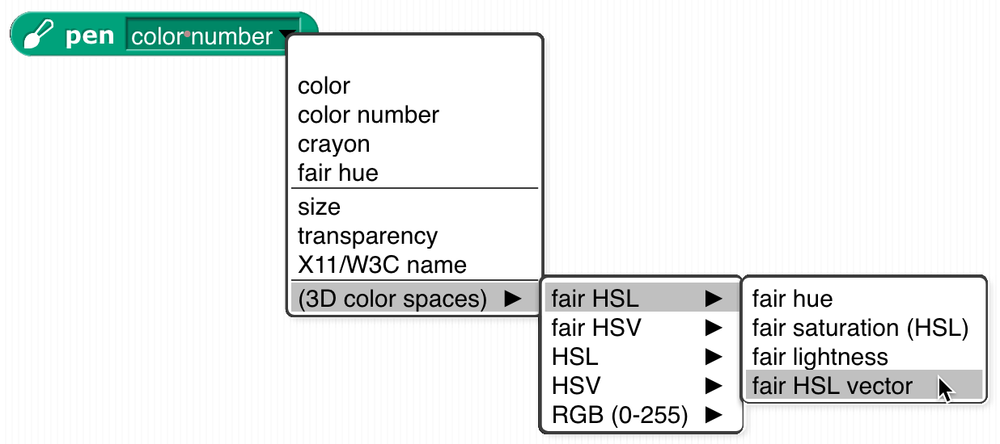 pen color number
color
color number
crayon
fair hue
size
transparency
X11/W3C name
(3D color spaces)
fair HSL
fair HSV
HSL
HSV
RGB (0-255)
fair hue
fair saturation (HSL)
fair lightness
fair HSL vector